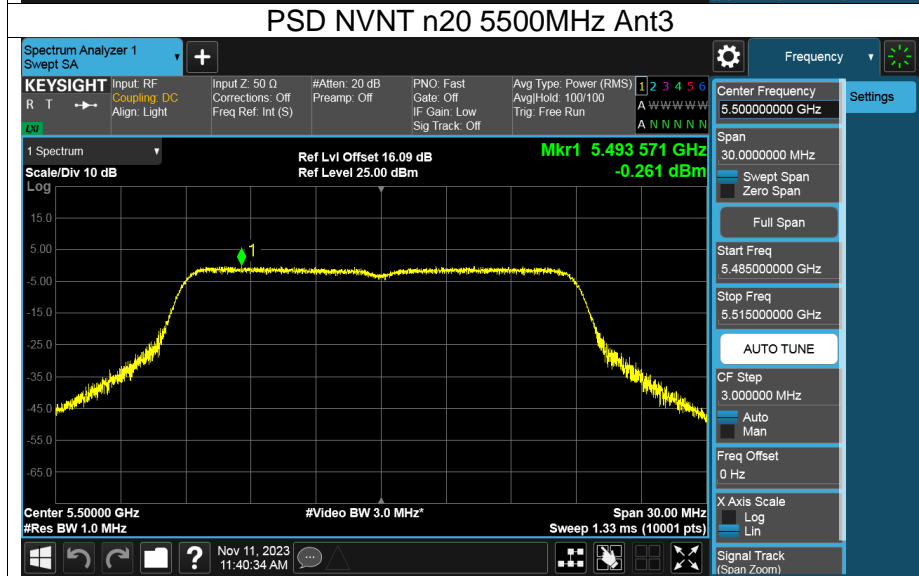 PSD NVNT n20 5500MHz Ant3
Spectrum Analyzer 1
Swept SA
+
Frequency
KEYSIGHT
R T
LXI
Input: RF
Coupling: DC
Align: Light
Input Z: 50 Ω
Corrections: Off
Freq Ref: Int (S)
#Atten: 20 dB
Preamp: Off
PNO: Fast
Gate: Off
IF Gain: Low
Sig Track: Off
Avg Type: Power (RMS)
Avg|Hold: 100/100
Trig: Free Run
1 2 3 4 5 6
A W W W W W
A N N N N N
1 Spectrum
Scale/Div 10 dB
Ref Lvl Offset 16.09 dB
Ref Level 25.00 dBm
Mkr1 5.493 571 GHz
-0.261 dBm
Log
15.0
5.00
-5.00
-15.0
-25.0
-35.0
-45.0
-55.0
-65.0
1
Center 5.50000 GHz
#Res BW 1.0 MHz
#Video BW 3.0 MHz*
Span 30.00 MHz
Sweep 1.33 ms (10001 pts)
?
Nov 11, 2023
11:40:34 AM
Center Frequency
5.500000000 GHz
Span
30.0000000 MHz
Swept Span
Zero Span
Full Span
Start Freq
5.485000000 GHz
Stop Freq
5.515000000 GHz
AUTO TUNE
CF Step
3.000000 MHz
Auto
Man
Freq Offset
0 Hz
X Axis Scale
Log
Lin
Signal Track
(Span Zoom)
Settings